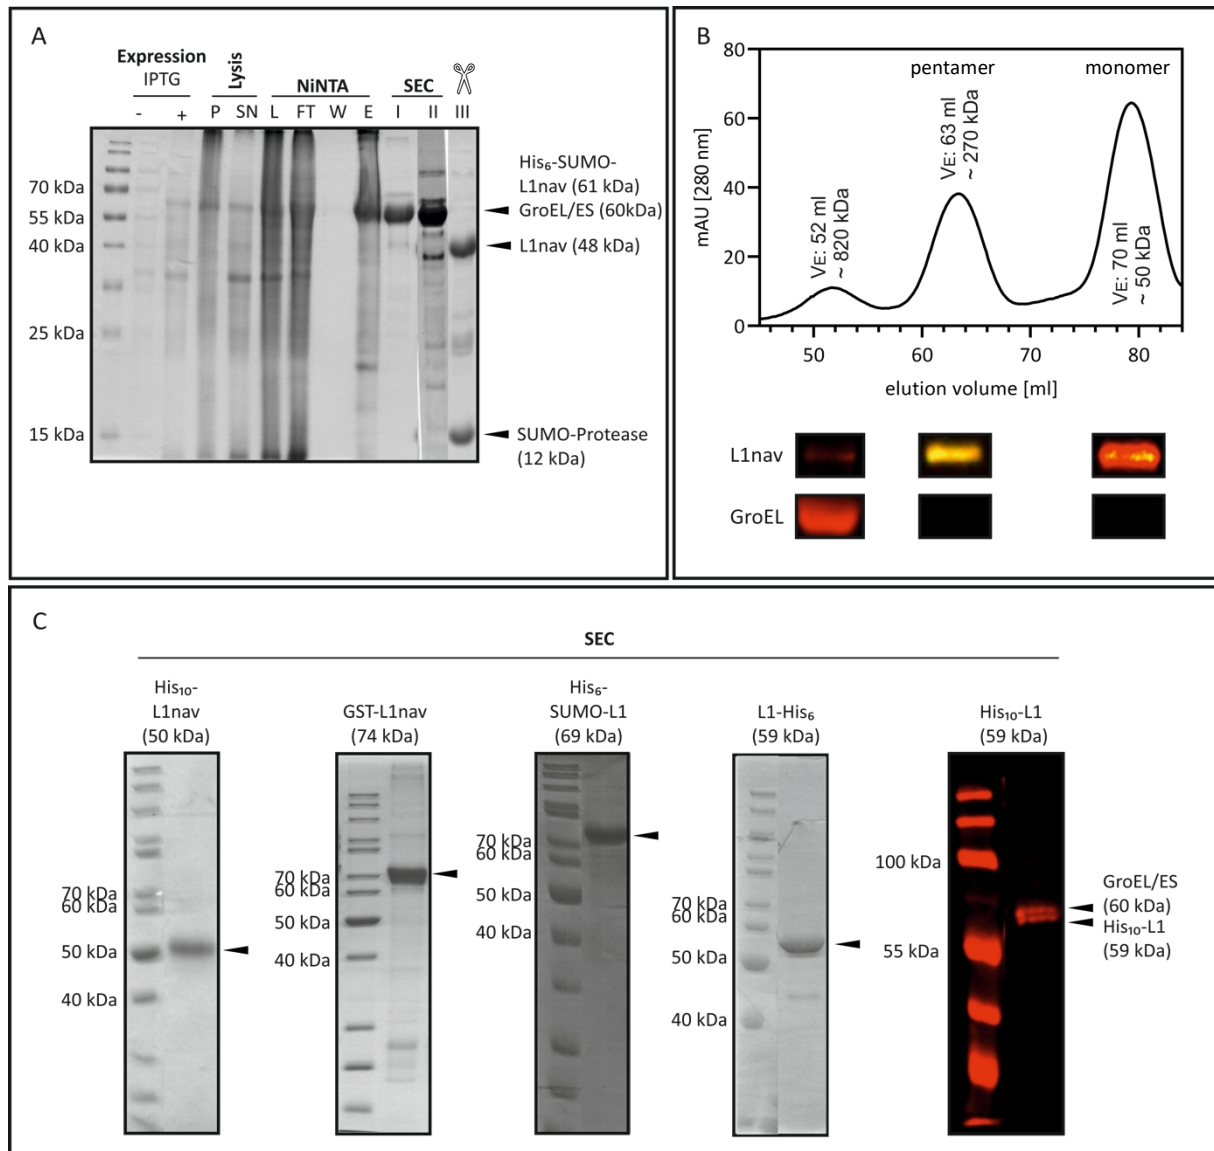 A
Expression
IPTG
Lysis
NiNTA
SEC
- + P SN L FT W E I II III
70 kDa
55 kDa
40 kDa
25 kDa
15 kDa
His₆-SUMO-
L1nav (61 kDa)
GroEL/ES (60kDa)
L1nav (48 kDa)
SUMO-Protease
(12 kDa)
B
80
60
40
20
0
mAU [280 nm]
pentamer
monomer
VE: 52 ml
~ 820 kDa
VE: 63 ml
~ 270 kDa
VE: 70 ml
~ 50 kDa
50 60 70 80
elution volume [ml]
L1nav
GroEL
C
SEC
His₁₀-
L1nav
(50 kDa)
70 kDa
60 kDa
50 kDa
40 kDa
GST-L1nav
(74 kDa)
70 kDa
60 kDa
50 kDa
40 kDa
His₆-
SUMO-L1
(69 kDa)
70 kDa
60 kDa
50 kDa
40 kDa
L1-His₆
(59 kDa)
70 kDa
60 kDa
50 kDa
40 kDa
His₁₀-L1
(59 kDa)
100 kDa
55 kDa
GroEL/ES
(60 kDa)
His₁₀-L1
(59 kDa)